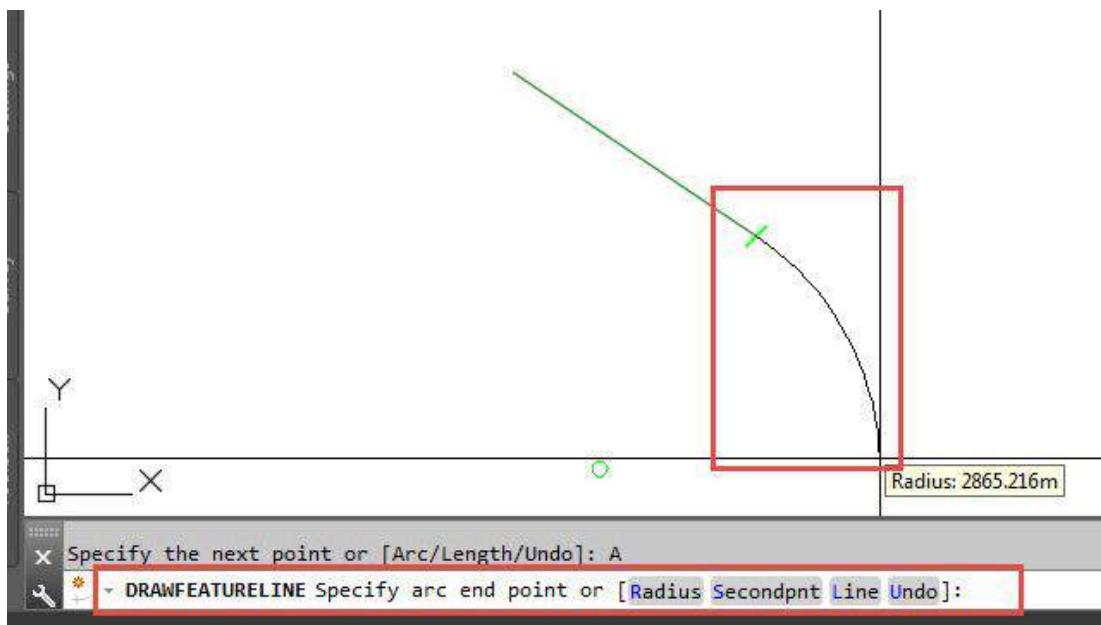 Y
X
Radius: 2865.216m
Specify the next point or [Arc/Length/Undo]: A
DRAWFEATURELINE Specify arc end point or [Radius Secondpnt Line Undo]: